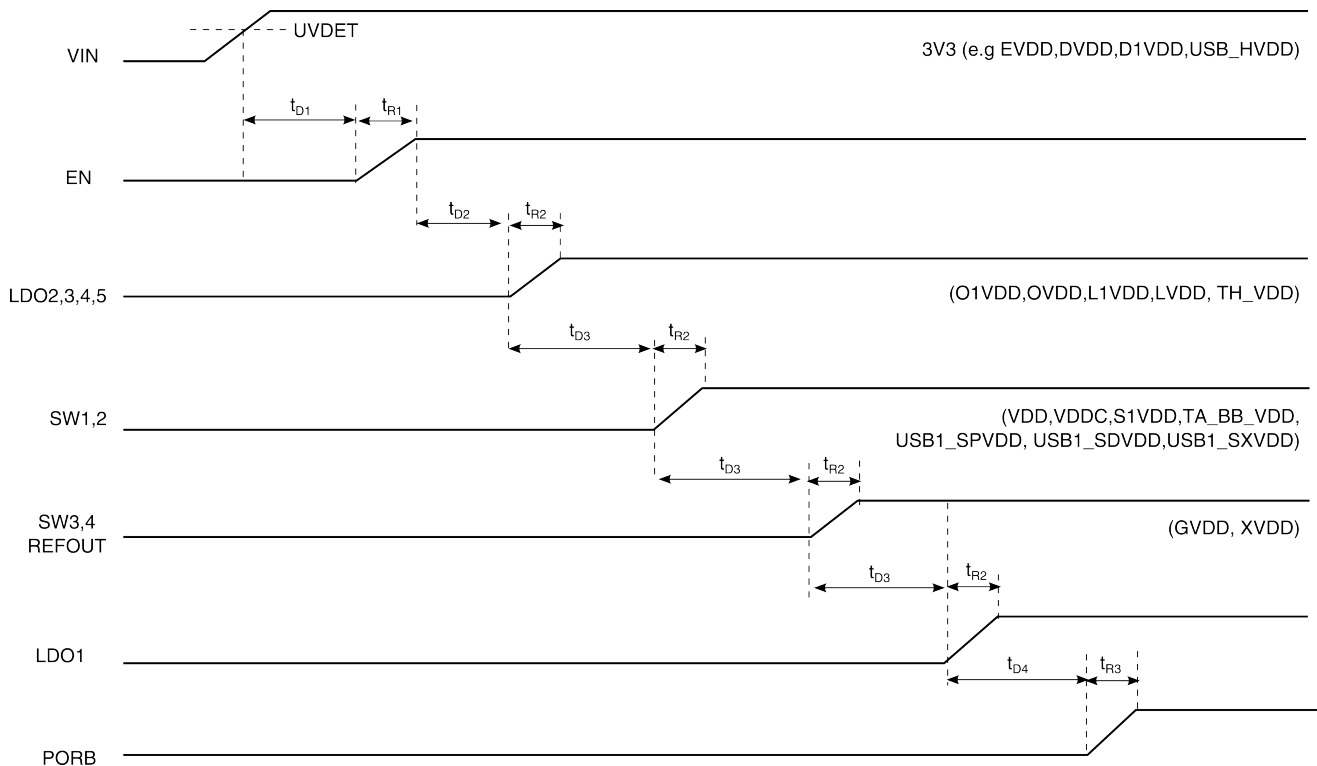 UVDET
VIN
3V3 (e.g EVDD,DVDD,D1VDD,USB_HVDD)
tD1
tR1
EN
tD2
tR2
LDO2,3,4,5
(O1VDD,OVDD,L1VDD,LVDD, TH_VDD)
tD3
tR2
SW1,2
(VDD,VDDC,S1VDD,TA_BB_VDD,
USB1_SPVDD, USB1_SDVDD,USB1_SXVDD)
tD3
tR2
SW3,4
REFOUT
(GVDD, XVDD)
tD3
tR2
LDO1
tD4
tR3
PORB